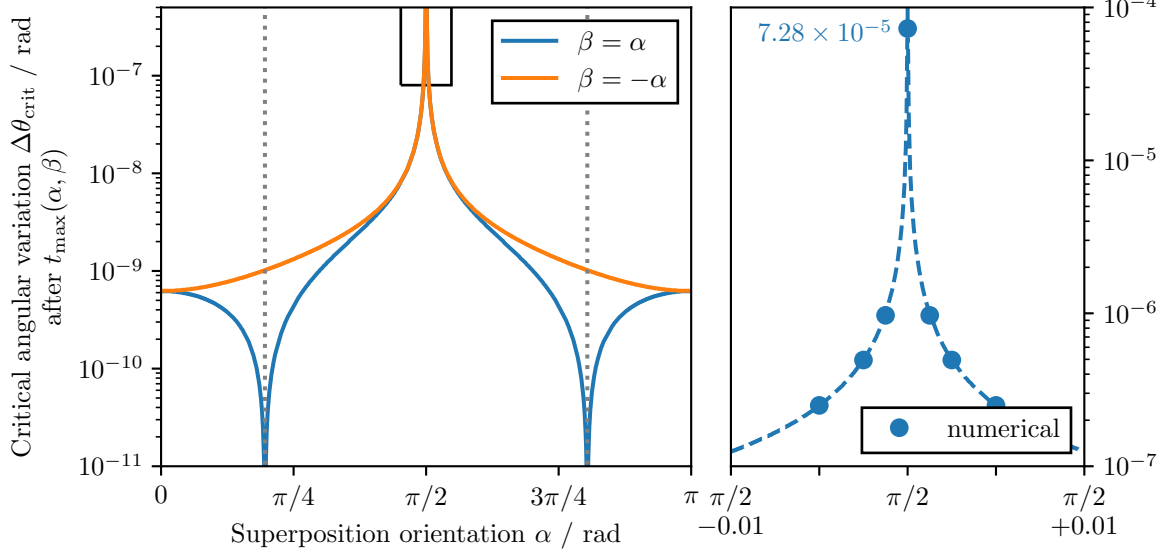 Critical angular variation Δθ_crit / rad
after t_max(α, β)
10⁻⁷
10⁻⁸
10⁻⁹
10⁻¹⁰
10⁻¹¹
β = α
β = −α
0
π/4
π/2
3π/4
π
Superposition orientation α / rad
7.28 × 10⁻⁵
numerical
10⁻⁴
10⁻⁵
10⁻⁶
10⁻⁷
π/2
−0.01
π/2
π/2
+0.01